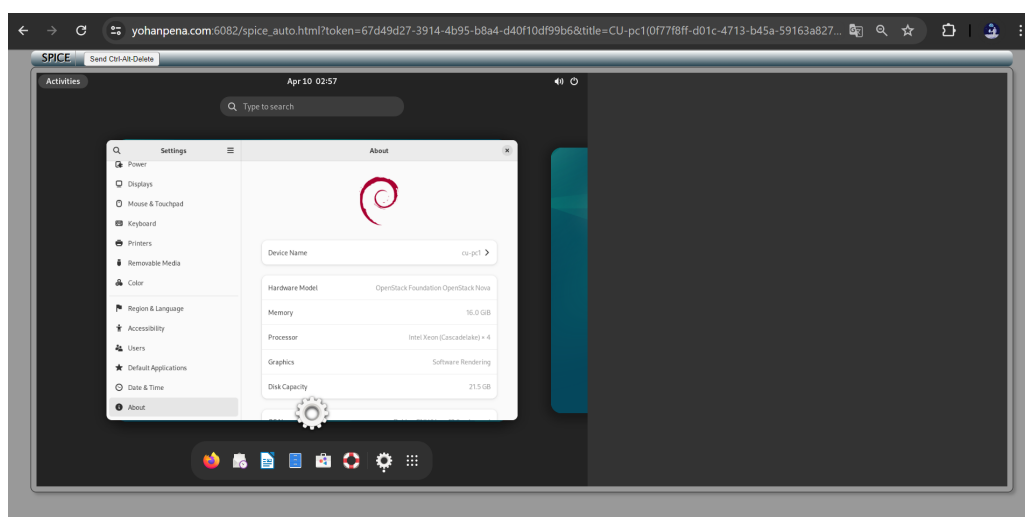 yohanpena.com:6082/spice_auto.html?token=67d49d27-3914-4b95-b8a4-d40f10df99b6&title=CU-pc1(0f77f8ff-d01c-4713-b45a-59163a827...
SPICE Send Ctrl-Alt-Delete
Activities Apr 10 02:57
Type to search
Settings About
Power
Displays
Mouse & Touchpad
Keyboard
Printers
Removable Media
Color
Region & Language
Accessibility
Users
Default Applications
Date & Time
About
Device Name cu-pc1
Hardware Model OpenStack Foundation OpenStack Nova
Memory 16.0 GiB
Processor Intel Xeon (Cascadelake) × 4
Graphics Software Rendering
Disk Capacity 21.5 GB